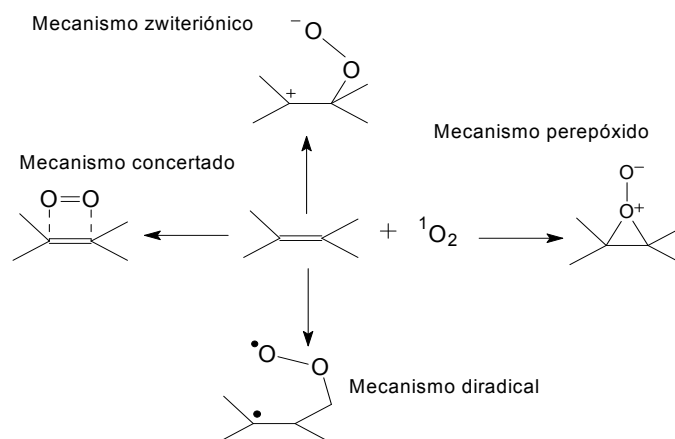 Mecanismo zwiteriónico
−O
O
+
Mecanismo perepóxido
Mecanismo concertado
O=O
O−
O+
+ ¹O₂
•O
O
•
Mecanismo diradical